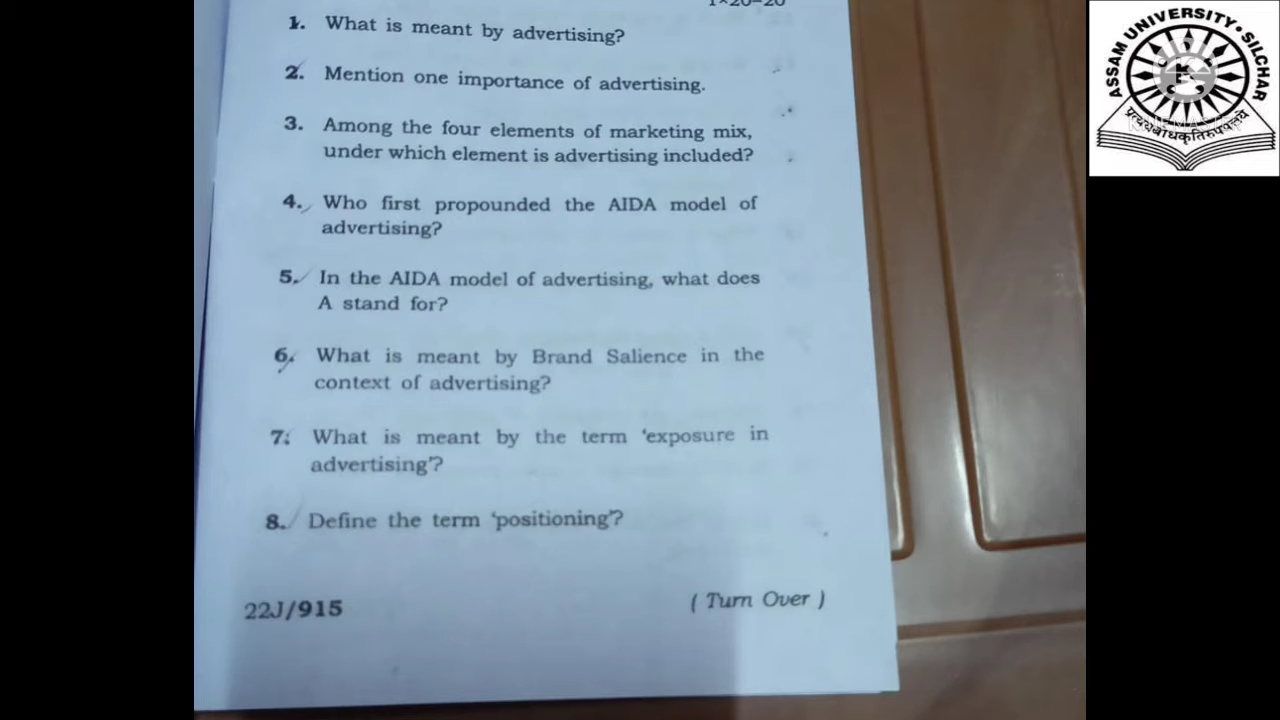 1×20=20
1. What is meant by advertising?
2. Mention one importance of advertising.
3. Among the four elements of marketing mix,
under which element is advertising included?
4. Who first propounded the AIDA model of
advertising?
5. In the AIDA model of advertising, what does
A stand for?
6. What is meant by Brand Salience in the
context of advertising?
7. What is meant by the term 'exposure in
advertising'?
8. Define the term 'positioning'?
22J/915
( Turn Over )
ASSAM UNIVERSITY • SILCHAR